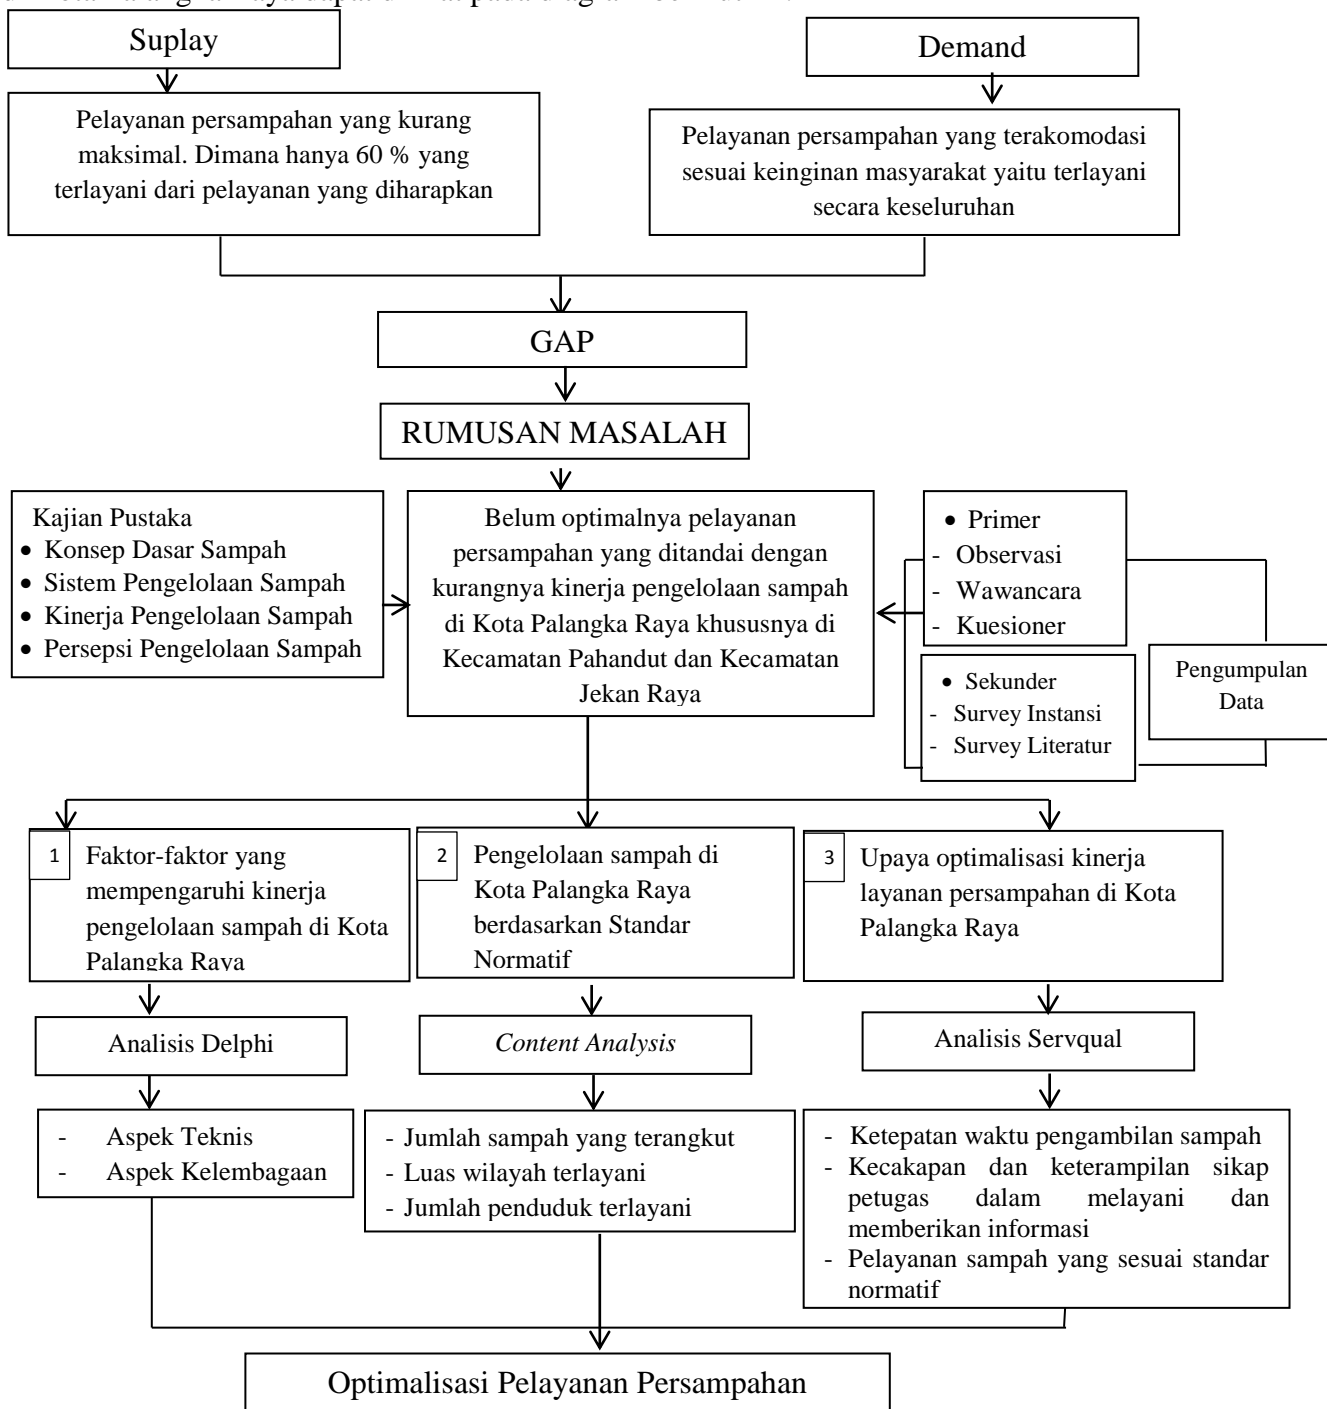 Suplay
Demand
Pelayanan persampahan yang kurang
maksimal. Dimana hanya 60 % yang
terlayani dari pelayanan yang diharapkan
Pelayanan persampahan yang terakomodasi
sesuai keinginan masyarakat yaitu terlayani
secara keseluruhan
GAP
RUMUSAN MASALAH
Kajian Pustaka
• Konsep Dasar Sampah
• Sistem Pengelolaan Sampah
• Kinerja Pengelolaan Sampah
• Persepsi Pengelolaan Sampah
Belum optimalnya pelayanan
persampahan yang ditandai dengan
kurangnya kinerja pengelolaan sampah
di Kota Palangka Raya khususnya di
Kecamatan Pahandut dan Kecamatan
Jekan Raya
• Primer
- Observasi
- Wawancara
- Kuesioner
• Sekunder
- Survey Instansi
- Survey Literatur
Pengumpulan
Data
1
Faktor-faktor yang
mempengaruhi kinerja
pengelolaan sampah di Kota
Palangka Raya
2
Pengelolaan sampah di
Kota Palangka Raya
berdasarkan Standar
Normatif
3
Upaya optimalisasi kinerja
layanan persampahan di Kota
Palangka Raya
Analisis Delphi
Content Analysis
Analisis Servqual
- Aspek Teknis
- Aspek Kelembagaan
- Jumlah sampah yang terangkut
- Luas wilayah terlayani
- Jumlah penduduk terlayani
- Ketepatan waktu pengambilan sampah
- Kecakapan dan keterampilan sikap
petugas dalam melayani dan
memberikan informasi
- Pelayanan sampah yang sesuai standar
normatif
Optimalisasi Pelayanan Persampahan